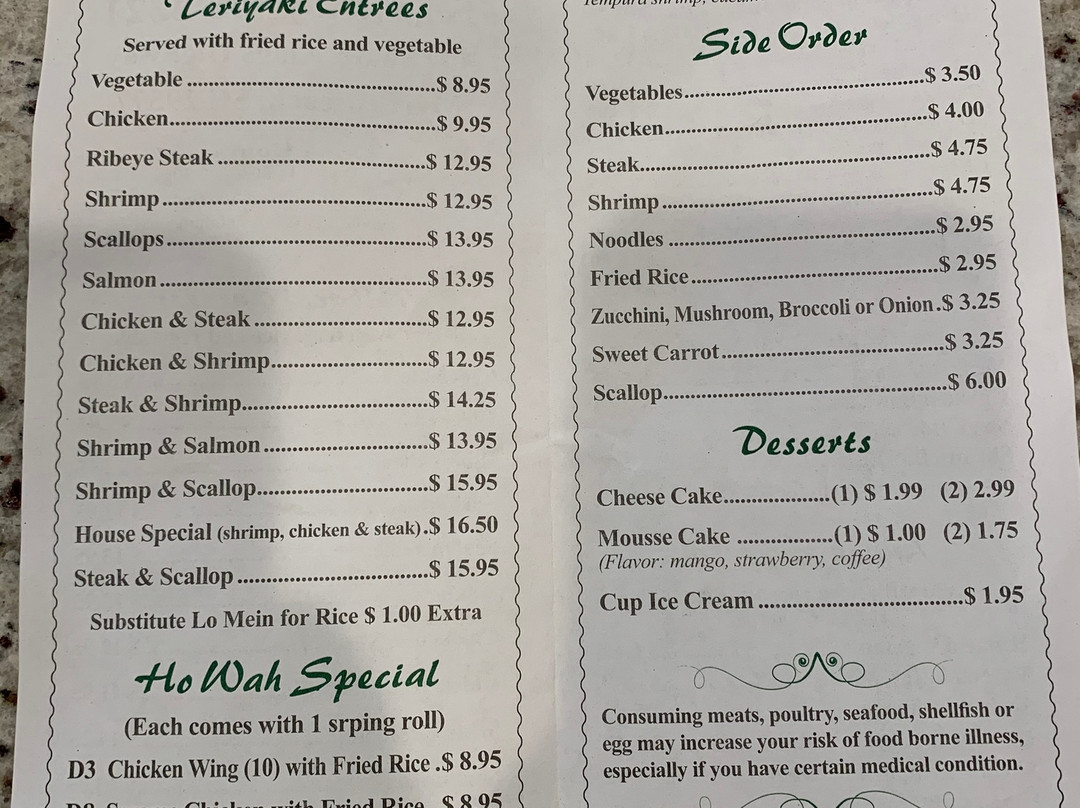 Teriyaki Entrees
Served with fried rice and vegetable
Vegetable ........................................$ 8.95
Chicken...........................................$ 9.95
Ribeye Steak ..................................$ 12.95
Shrimp...........................................$ 12.95
Scallops..........................................$ 13.95
Salmon...........................................$ 13.95
Chicken & Steak ............................$ 12.95
Chicken & Shrimp..........................$ 12.95
Steak & Shrimp..............................$ 14.25
Shrimp & Salmon ...........................$ 13.95
Shrimp & Scallop............................$ 15.95
House Special (shrimp, chicken & steak).$ 16.50
Steak & Scallop ...............................$ 15.95
Substitute Lo Mein for Rice $ 1.00 Extra
Ho Wah Special
(Each comes with 1 srping roll)
D3 Chicken Wing (10) with Fried Rice .$ 8.95
Chicken with Fried Rice $ 8.95
Tempura shrimp,
Side Order
Vegetables.......................................$ 3.50
Chicken...........................................$ 4.00
Steak...............................................$ 4.75
Shrimp............................................$ 4.75
Noodles ...........................................$ 2.95
Fried Rice........................................$ 2.95
Zucchini, Mushroom, Broccoli or Onion.$ 3.25
Sweet Carrot...................................$ 3.25
Scallop.............................................$ 6.00
Desserts
Cheese Cake..................(1) $ 1.99 (2) 2.99
Mousse Cake .................(1) $ 1.00 (2) 1.75
(Flavor: mango, strawberry, coffee)
Cup Ice Cream ...................................$ 1.95
Consuming meats, poultry, seafood, shellfish or
egg may increase your risk of food borne illness,
especially if you have certain medical condition.